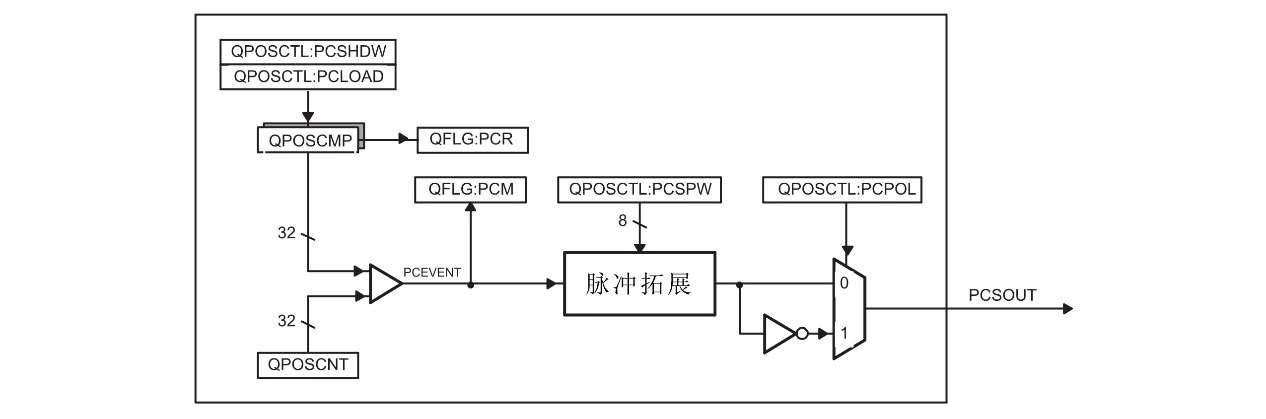 QPOSCTL:PCSHDW
QPOSCTL:PCLOAD
QPOSCMP
QFLG:PCR
QFLG:PCM
QPOSCTL:PCSPW
QPOSCTL:PCPOL
8
32
PCEVENT
脉冲拓展
0
PCSOUT
32
1
QPOSCNT